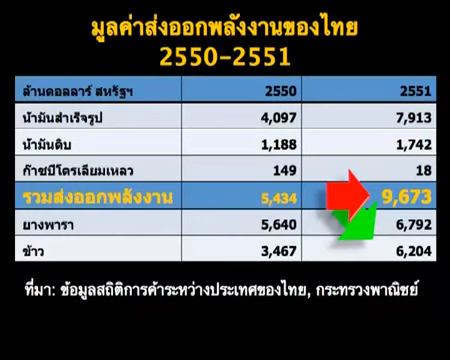 มูลค่าส่งออกพลังงานของไทย
2550-2551
ล้านดอลลาร์ สหรัฐฯ 2550 2551
น้ำมันสำเร็จรูป 4,097 7,913
น้ำมันดิบ 1,188 1,742
ก๊าซปิโตรเลียมเหลว 149 18
รวมส่งออกพลังงาน 5,434 9,673
ยางพารา 5,640 6,792
ข้าว 3,467 6,204
ที่มา: ข้อมูลสถิติการค้าระหว่างประเทศของไทย, กระทรวงพาณิชย์